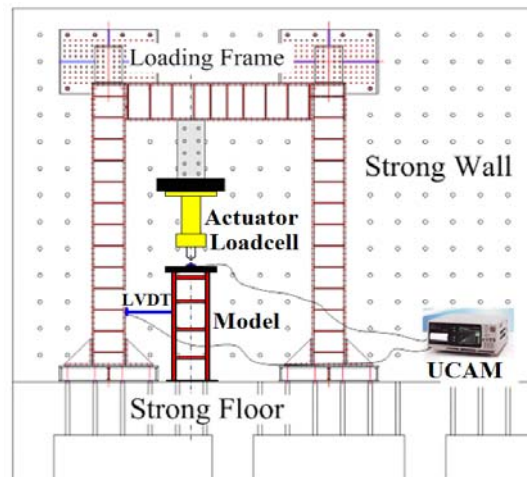 Loading Frame
Strong Wall
Actuator
Loadcell
LVDT
Model
UCAM
Strong Floor